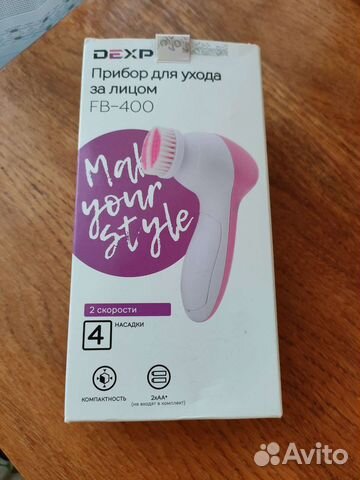 DEXP
Прибор для ухода
за лицом
FB-400
Make
your
style
2 скорости
4 НАСАДКИ
КОМПАКТНОСТЬ
2xAA*
(не входят в комплект)
Avito